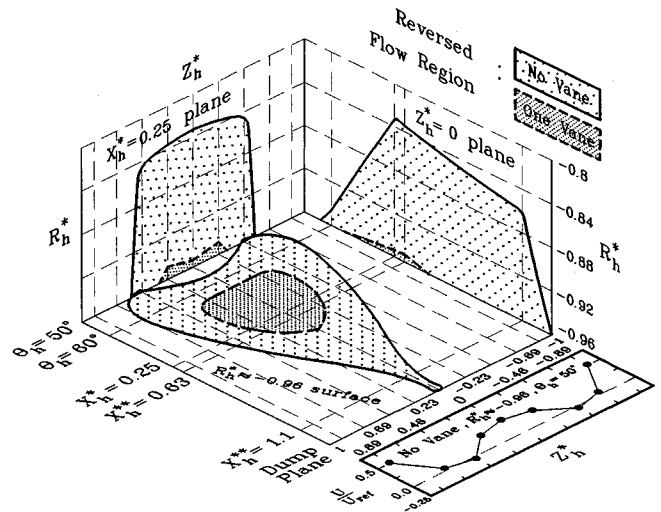 Reversed
Flow Region :
No Vane
One Vane
Z*h
X*h=0.25 plane
Z*h=0 plane
R*h
-0.8
-0.84
-0.88
-0.92
-0.96
R*h
Θh=50°
Θh=60°
X*h=0.25
X**h=0.63
X**h=1.1
Dump
Plane
R*h≈-0.96 surface
1
0.69
0.23
0
-0.23
-0.69
-1
0.89
0.46
-0.46
-0.89
No Vane, R*h≈-0.96, θh=50°
U/Uref
0.5
0.0
-0.25
Z*h